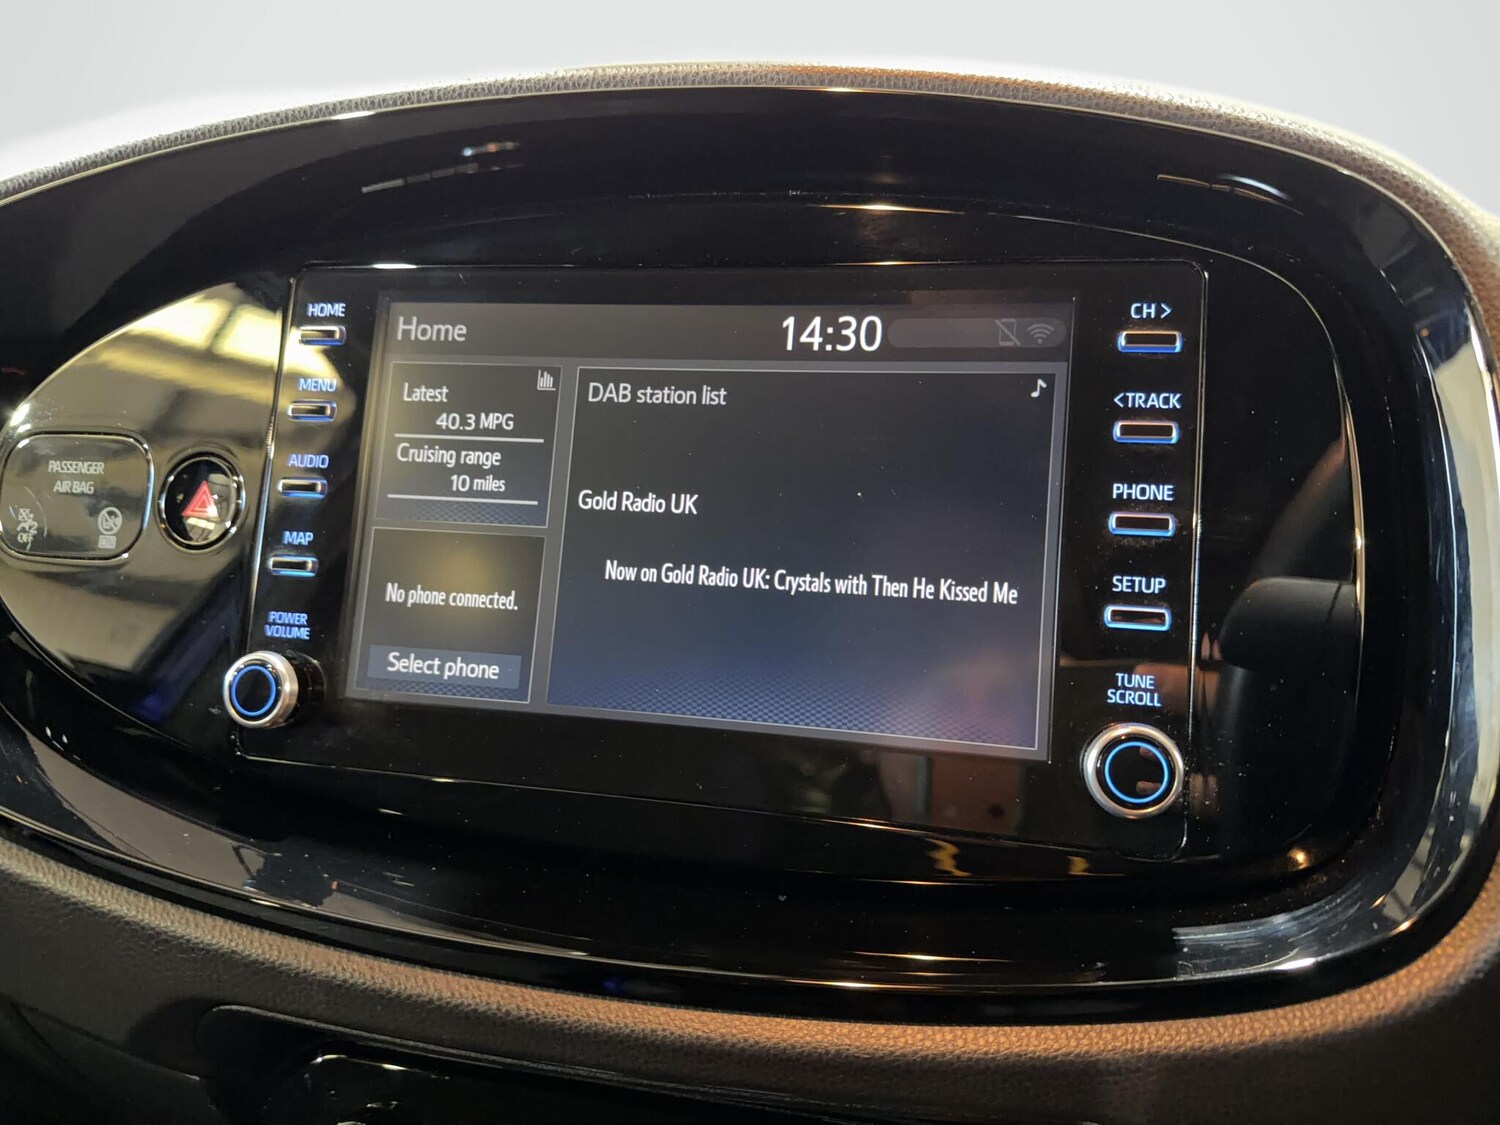 HOME
MENU
AUDIO
MAP
POWER
VOLUME
PASSENGER
AIR BAG
OFF
Home
14:30
Latest
40.3 MPG
Cruising range
10 miles
No phone connected.
Select phone
DAB station list
Gold Radio UK
Now on Gold Radio UK: Crystals with Then He Kissed Me
CH >
< TRACK
PHONE
SETUP
TUNE
SCROLL